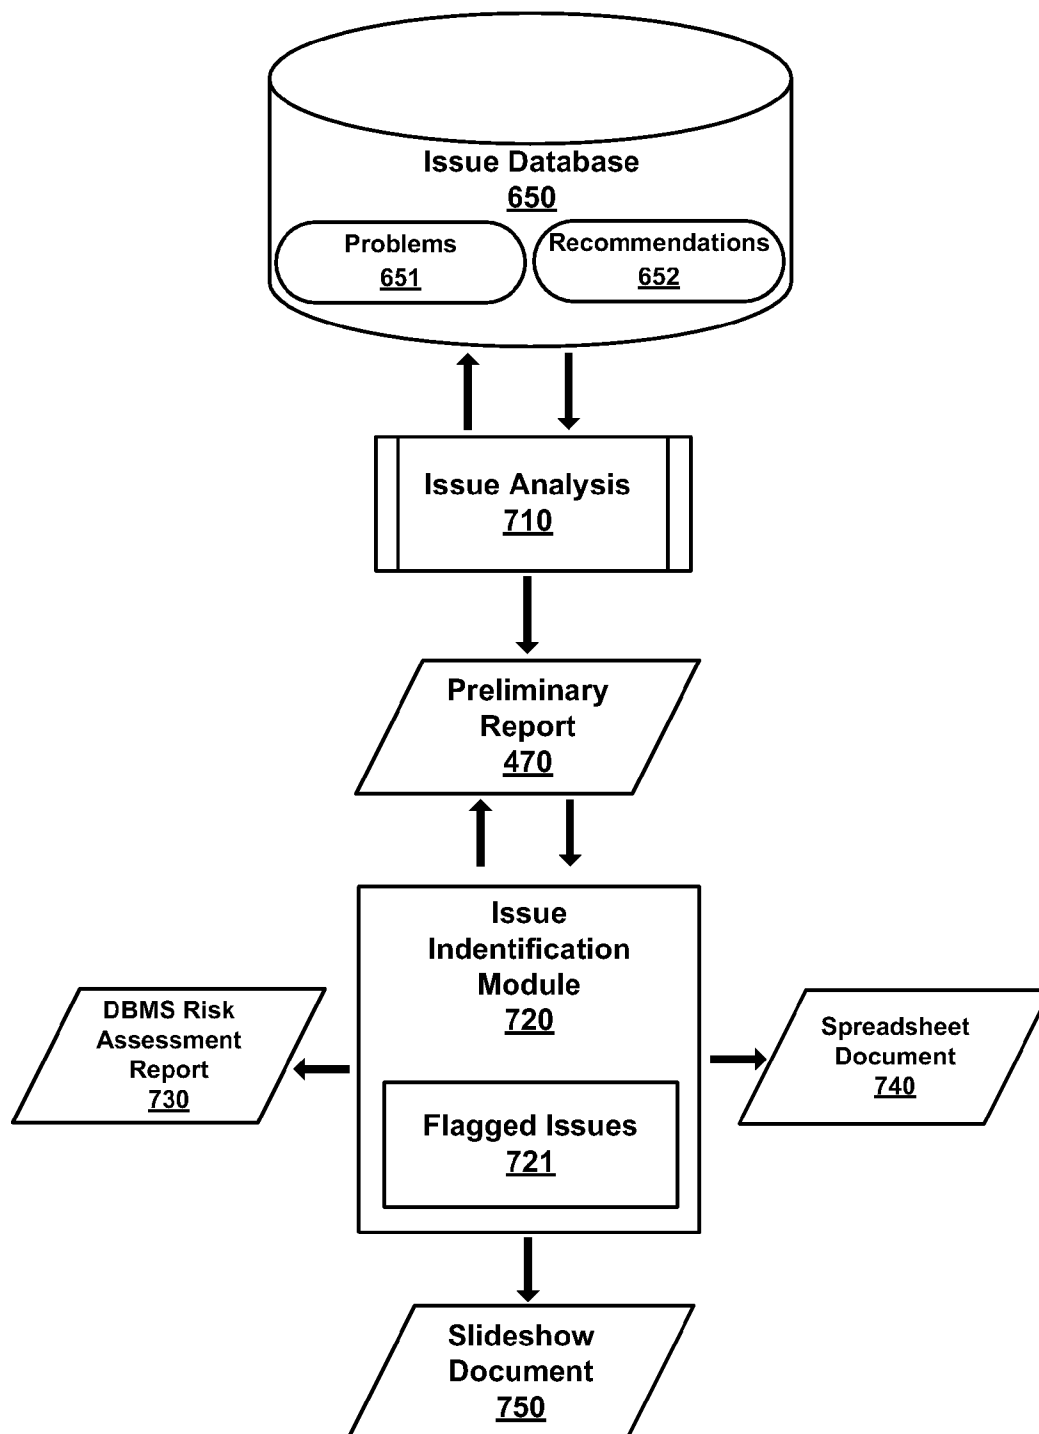 Issue Database
650
Problems
651
Recommendations
652
Issue Analysis
710
Preliminary
Report
470
Issue
Indentification
Module
720
DBMS Risk
Assessment
Report
730
Spreadsheet
Document
740
Flagged Issues
721
Slideshow
Document
750